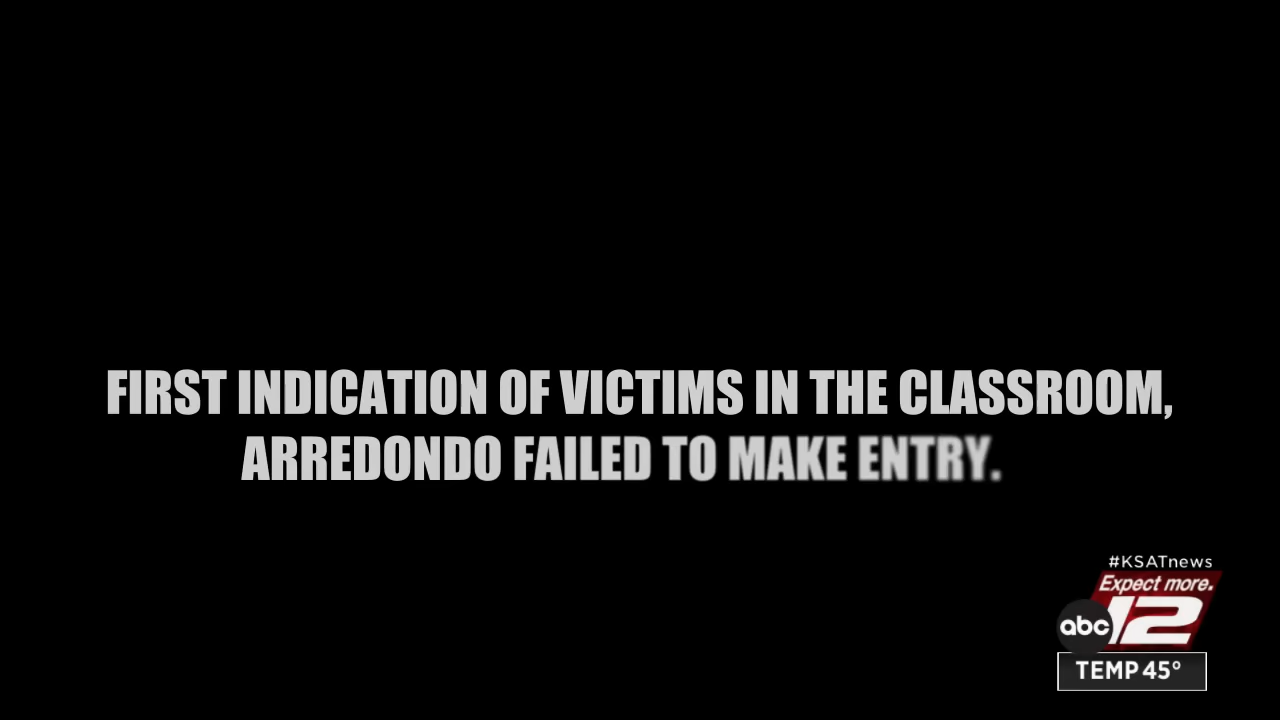 FIRST INDICATION OF VICTIMS IN THE CLASSROOM,
ARREDONDO FAILED TO MAKE ENTRY.
#KSATnews
Expect more.
abc 12
TEMP 45°